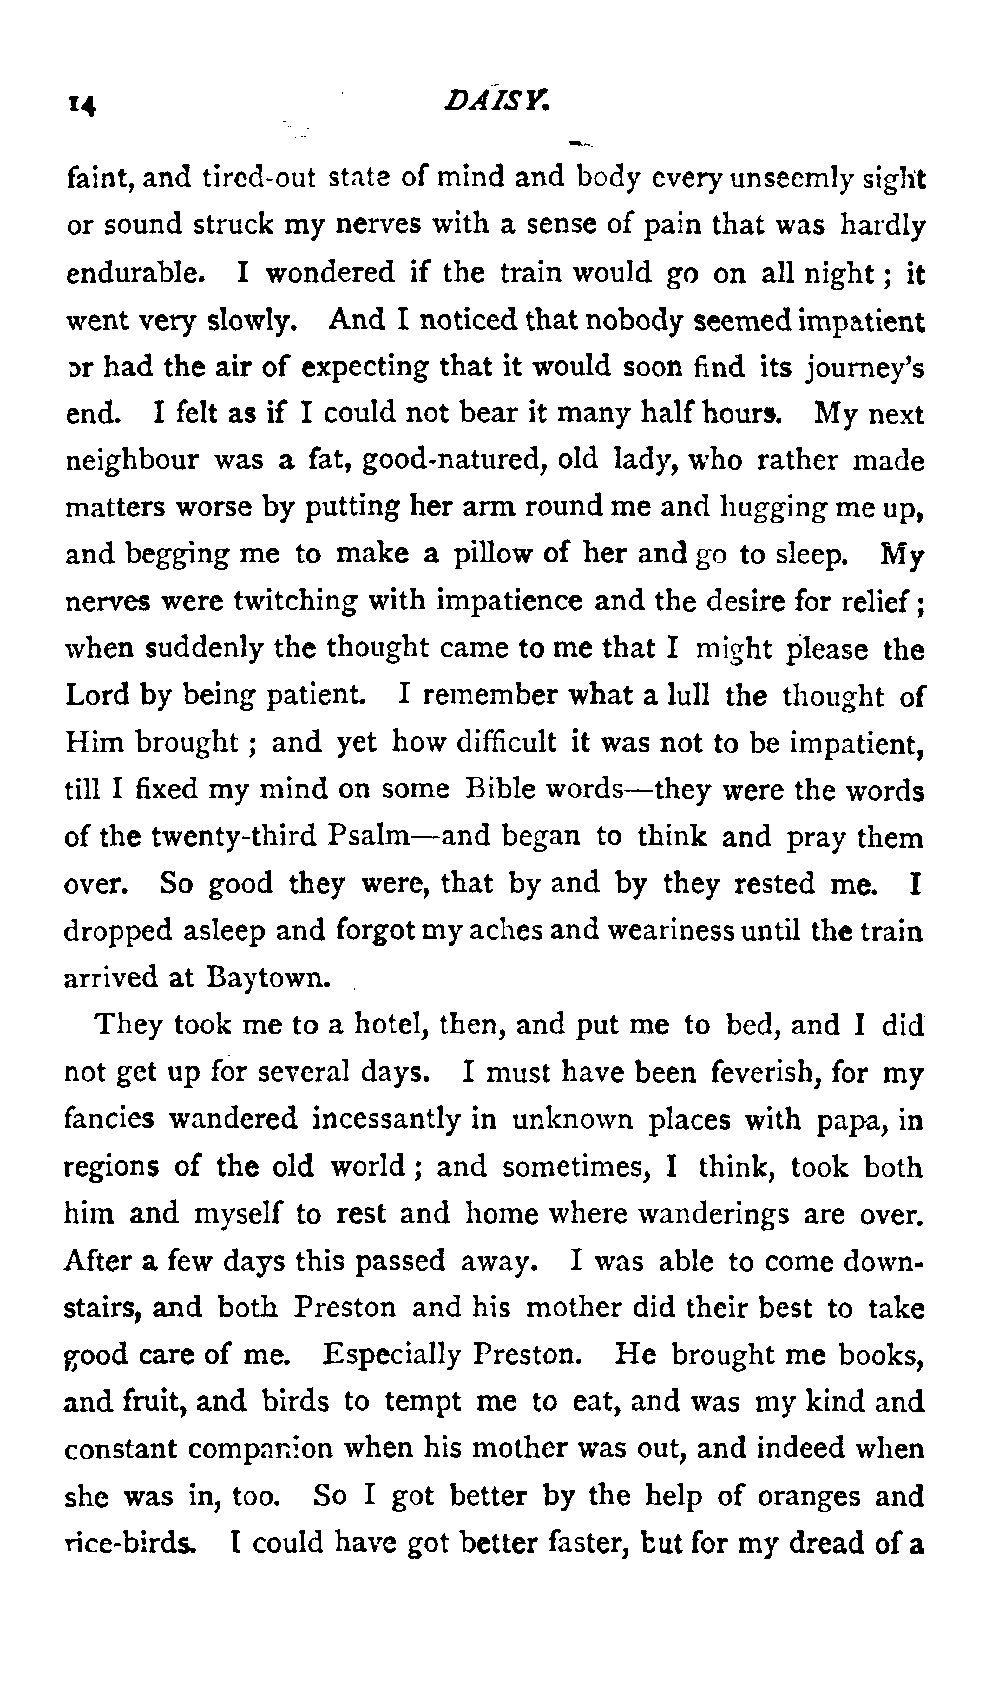 14 DAISY.
faint, and tired-out state of mind and body every unseemly sight
or sound struck my nerves with a sense of pain that was hardly
endurable. I wondered if the train would go on all night ; it
went very slowly. And I noticed that nobody seemed impatient
or had the air of expecting that it would soon find its journey's
end. I felt as if I could not bear it many half hours. My next
neighbour was a fat, good-natured, old lady, who rather made
matters worse by putting her arm round me and hugging me up,
and begging me to make a pillow of her and go to sleep. My
nerves were twitching with impatience and the desire for relief ;
when suddenly the thought came to me that I might please the
Lord by being patient. I remember what a lull the thought of
Him brought ; and yet how difficult it was not to be impatient,
till I fixed my mind on some Bible words—they were the words
of the twenty-third Psalm—and began to think and pray them
over. So good they were, that by and by they rested me. I
dropped asleep and forgot my aches and weariness until the train
arrived at Baytown.
They took me to a hotel, then, and put me to bed, and I did
not get up for several days. I must have been feverish, for my
fancies wandered incessantly in unknown places with papa, in
regions of the old world ; and sometimes, I think, took both
him and myself to rest and home where wanderings are over.
After a few days this passed away. I was able to come down-
stairs, and both Preston and his mother did their best to take
good care of me. Especially Preston. He brought me books,
and fruit, and birds to tempt me to eat, and was my kind and
constant companion when his mother was out, and indeed when
she was in, too. So I got better by the help of oranges and
rice-birds. I could have got better faster, but for my dread of a